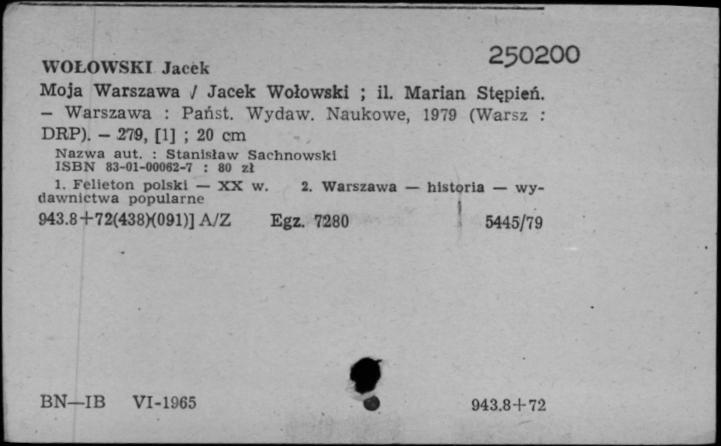 250200
WOŁOWSKI Jacek
Moja Warszawa / Jacek Wołowski ; il. Marian Stępień.
— Warszawa : Państ. Wydaw. Naukowe, 1979 (Warsz :
DRP). — 279, [1] ; 20 cm
Nazwa aut. : Stanisław Sachnowski
ISBN 83-01-00062-7 : 80 zł
1. Felieton polski — XX w. 2. Warszawa — historia — wy-
dawnictwa popularne
943.8+72(438)(091)] A/Z Egz. 7280 5445/79
BN—IB VI-1965 943.8+72